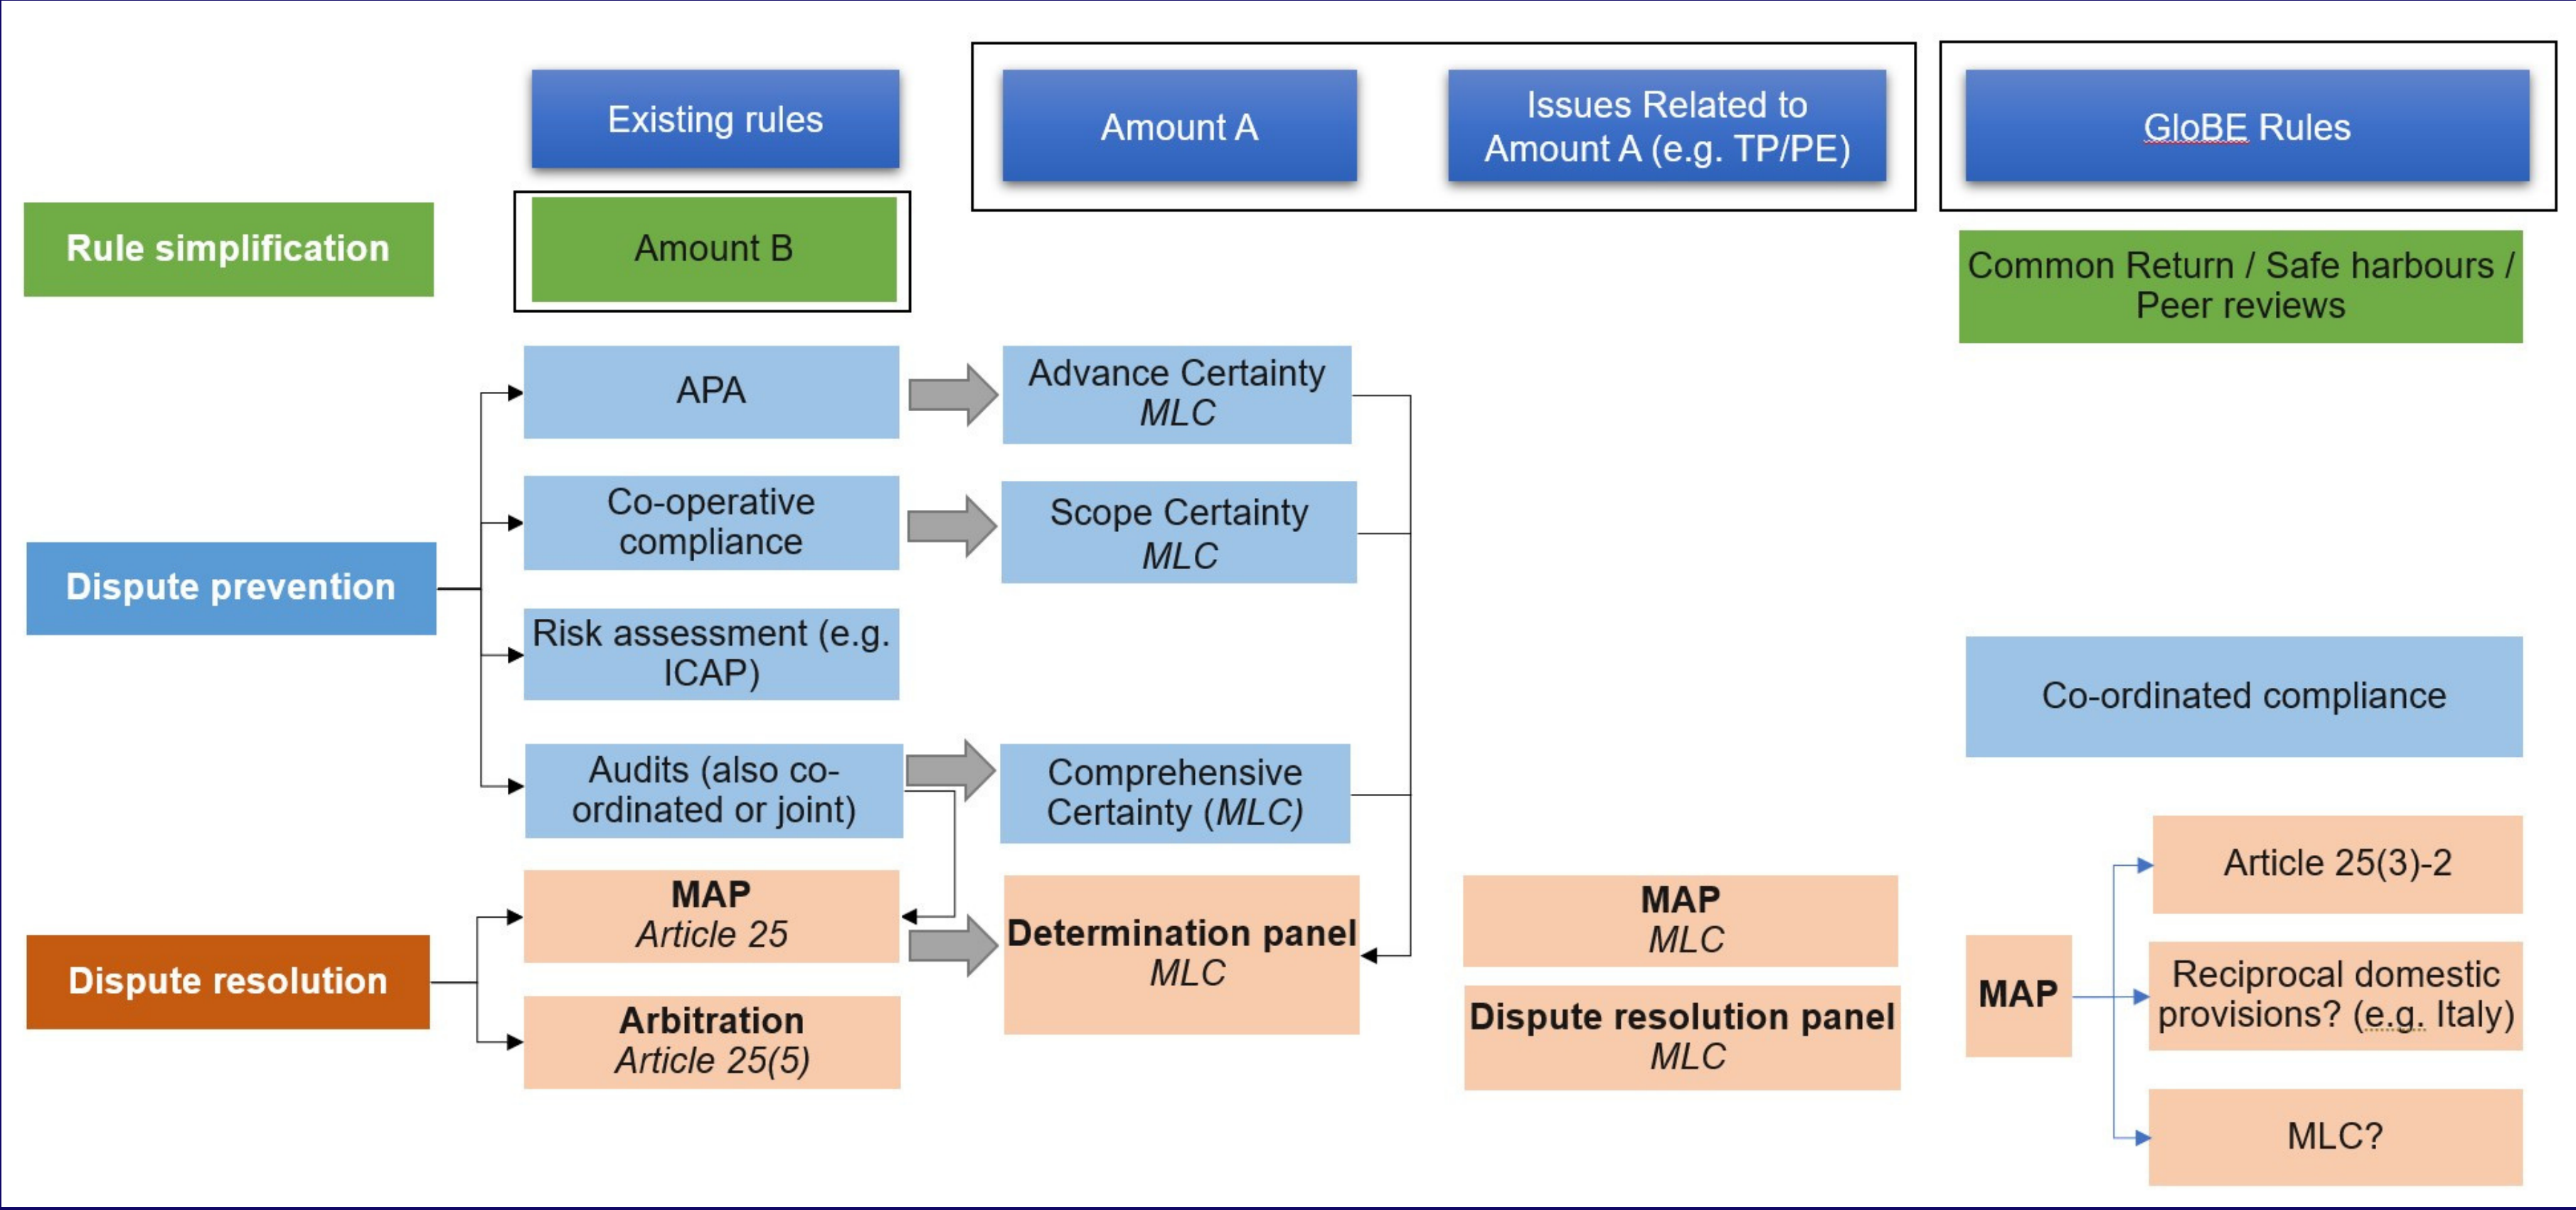 Existing rules
Amount A
Issues Related to
Amount A (e.g. TP/PE)
GloBE Rules
Rule simplification
Amount B
Common Return / Safe harbours /
Peer reviews
Dispute prevention
APA
Advance Certainty
MLC
Co-operative
compliance
Scope Certainty
MLC
Risk assessment (e.g.
ICAP)
Co-ordinated compliance
Audits (also co-
ordinated or joint)
Comprehensive
Certainty (MLC)
Dispute resolution
MAP
Article 25
Arbitration
Article 25(5)
Determination panel
MLC
MAP
MLC
Dispute resolution panel
MLC
MAP
Article 25(3)-2
Reciprocal domestic
provisions? (e.g. Italy)
MLC?